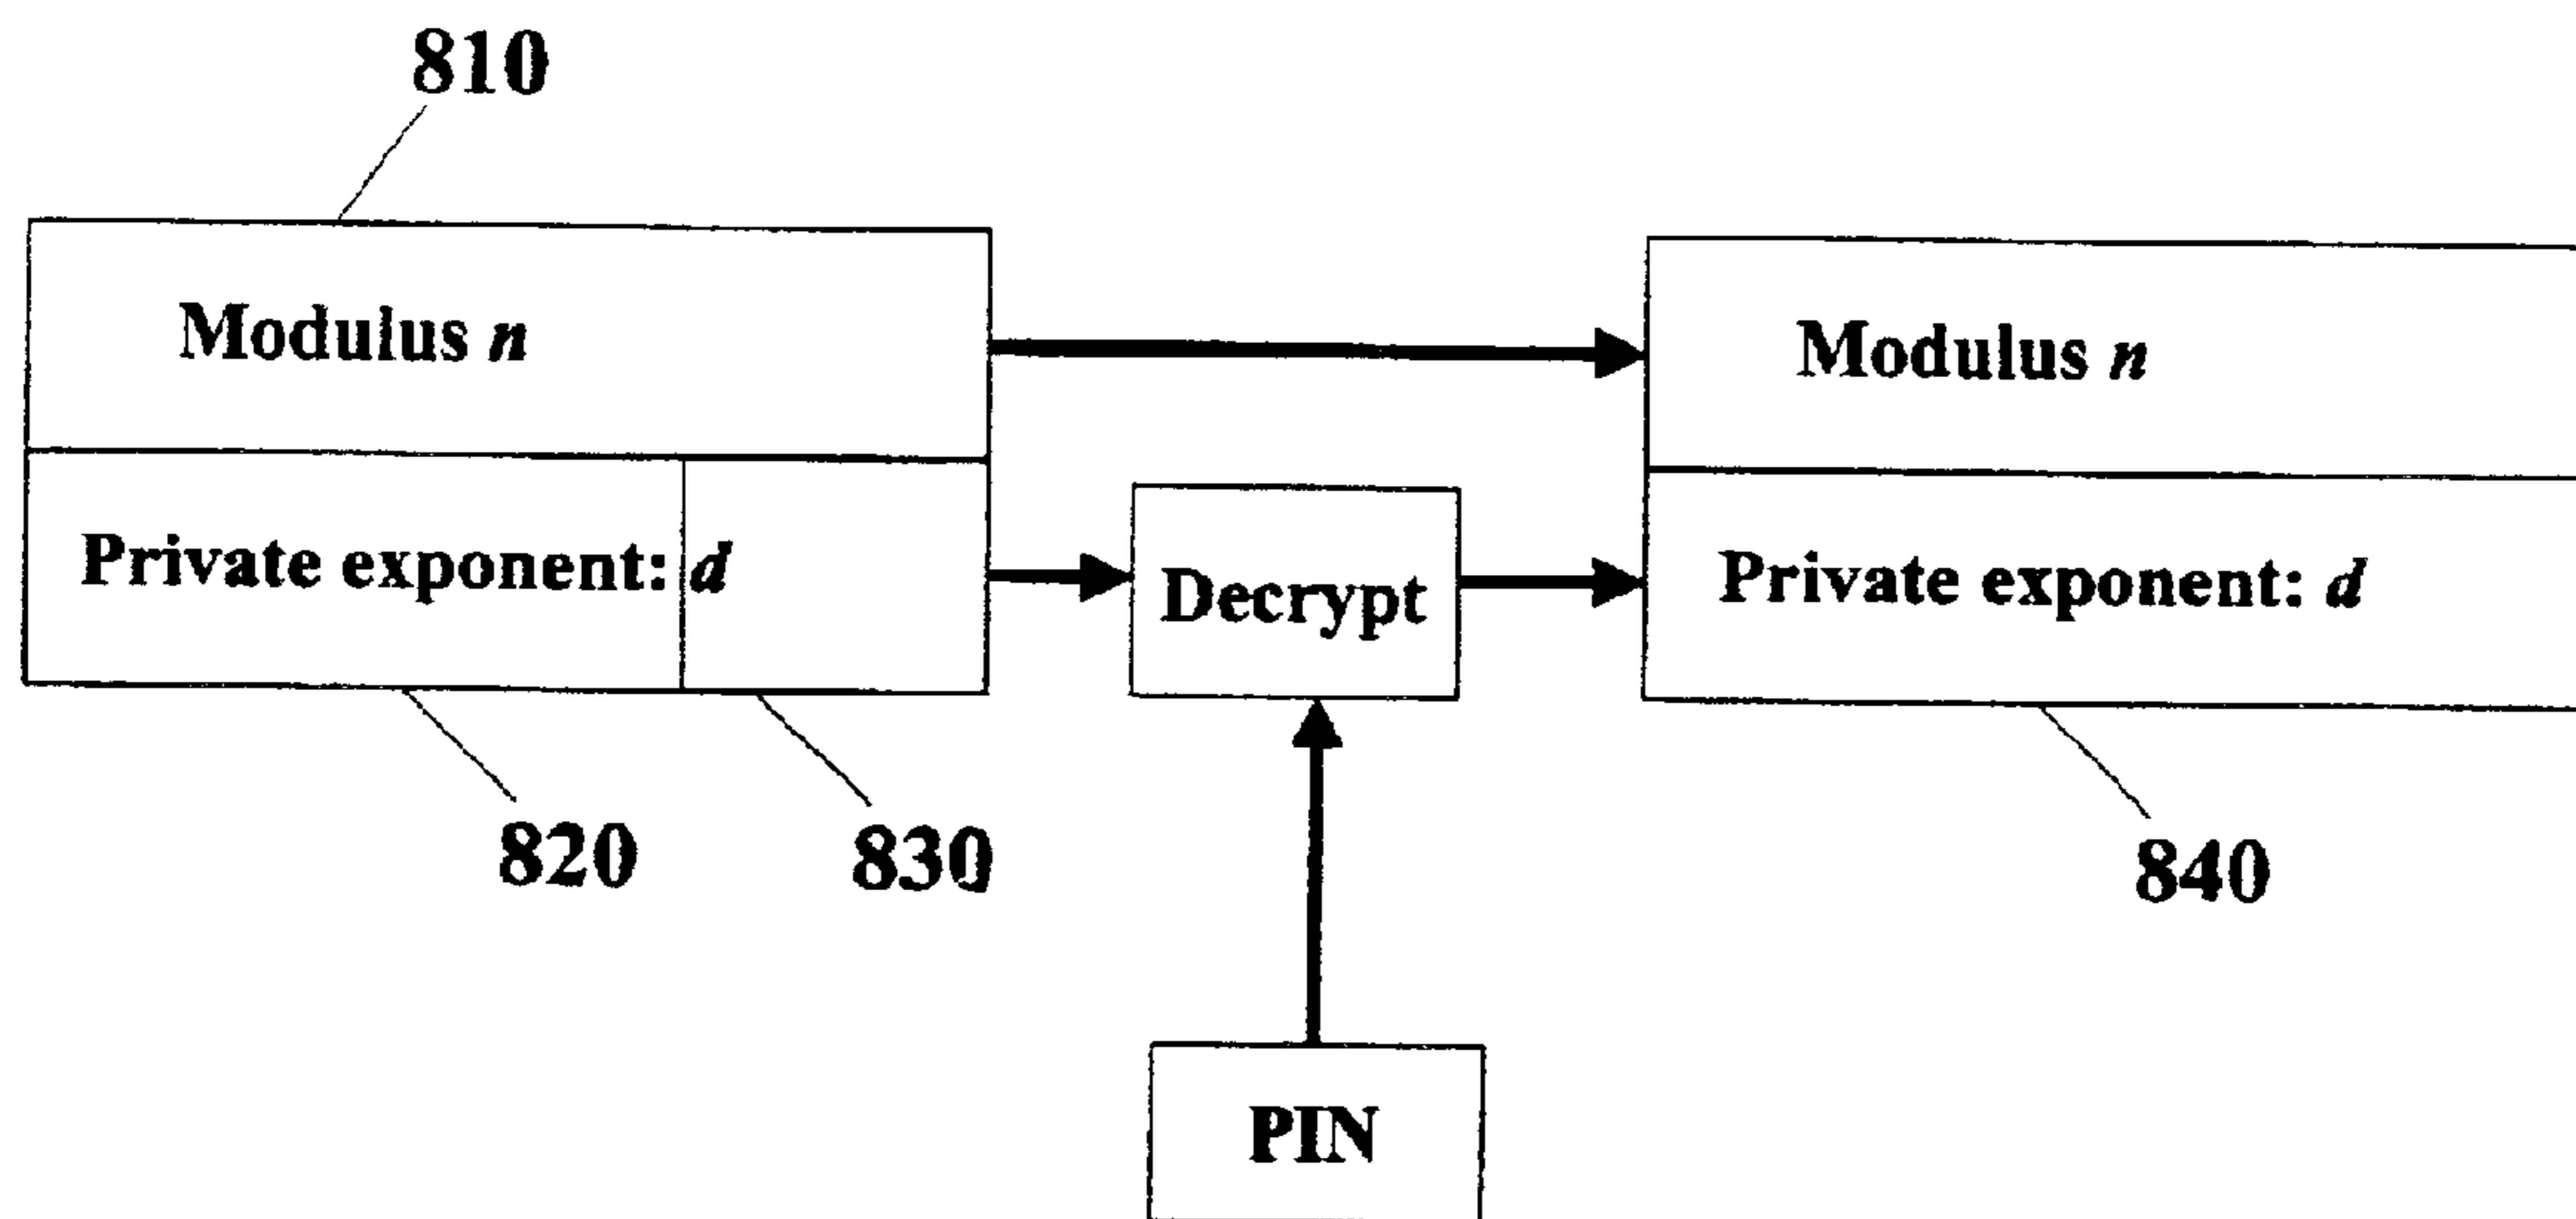 810
Modulus n
Modulus n
Private exponent: d
Decrypt
Private exponent: d
820
830
840
PIN